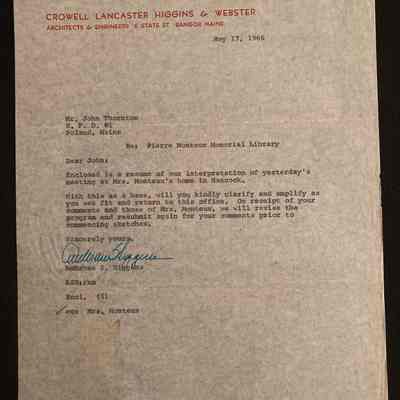 CROWELL LANCASTER HIGGINS & WEBSTER
ARCHITECTS & ENGINEERS 6 STATE ST BANGOR MAINE
May 17, 1966
Mr. John Thornton
R. F. D. #1
Poland, Maine
Re: Pierre Monteux Memorial Library
Dear John:
Enclosed is a resume of our interpretation of yesterday's
meeting at Mrs. Monteux's home in Hancock.
With this as a base, will you kindly clarify and amplify as
you see fit and return to this office. On receipt of your
comments and those of Mrs. Monteux, we will revise the
program and resubmit again for your comments prior to
commencing sketches.
Sincerely yours,
Ambrose S. Higgins
Encl. (1)
cc: Mrs. Monteux